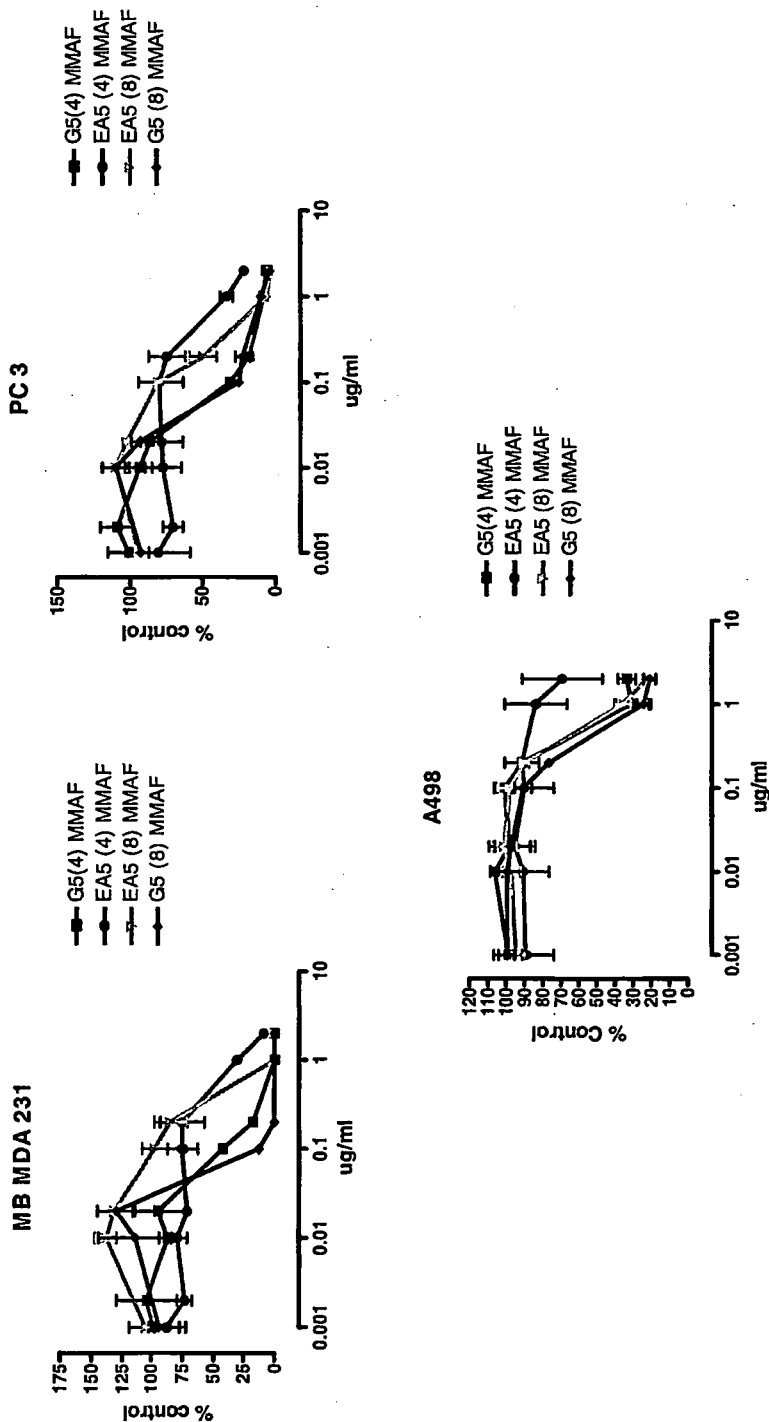 MB MDA 231
% control
175
150
125
100
75
50
25
0
0.001
0.01
0.1
1
10
ug/ml
G5(4) MMAF
EA5 (4) MMAF
EA5 (8) MMAF
G5 (8) MMAF
PC 3
% control
150
100
50
0
0.001
0.01
0.1
1
10
ug/ml
G5(4) MMAF
EA5 (4) MMAF
EA5 (8) MMAF
G5 (8) MMAF
A498
% Control
120
110
100
90
80
70
60
50
40
30
20
10
0
0.001
0.01
0.1
1
10
ug/ml
G5(4) MMAF
EA5 (4) MMAF
EA5 (8) MMAF
G5 (8) MMAF